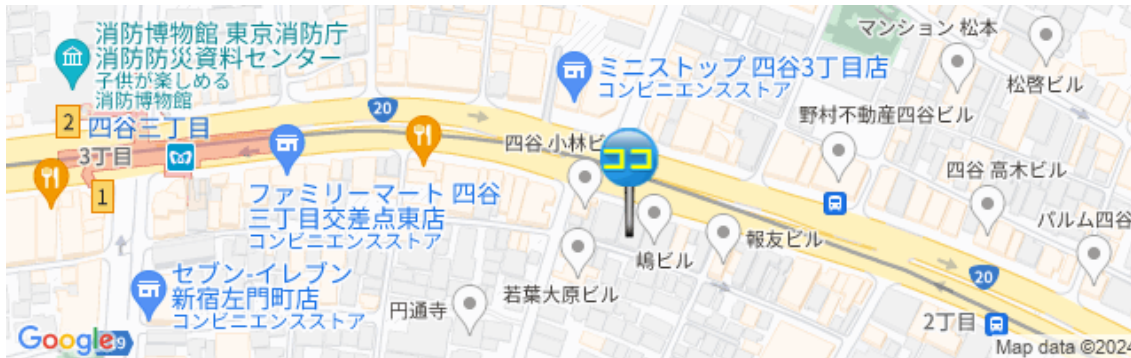 消防博物館 東京消防庁
消防防災資料センター
子供が楽しめる
消防博物館
2
四谷三丁目
3丁目
1
20
ファミリーマート 四谷
三丁目交差点東店
コンビニエンスストア
セブン-イレブン
新宿左門町店
コンビニエンスストア
ミニストップ 四谷3丁目店
コンビニエンスストア
四谷 小林ビ
ココ
マンション 松本
松啓ビル
野村不動産四谷ビル
四谷 高木ビル
パルム四谷
嶋ビル
報友ビル
若葉大原ビル
円通寺
20
2丁目
Google
Map data ©2024